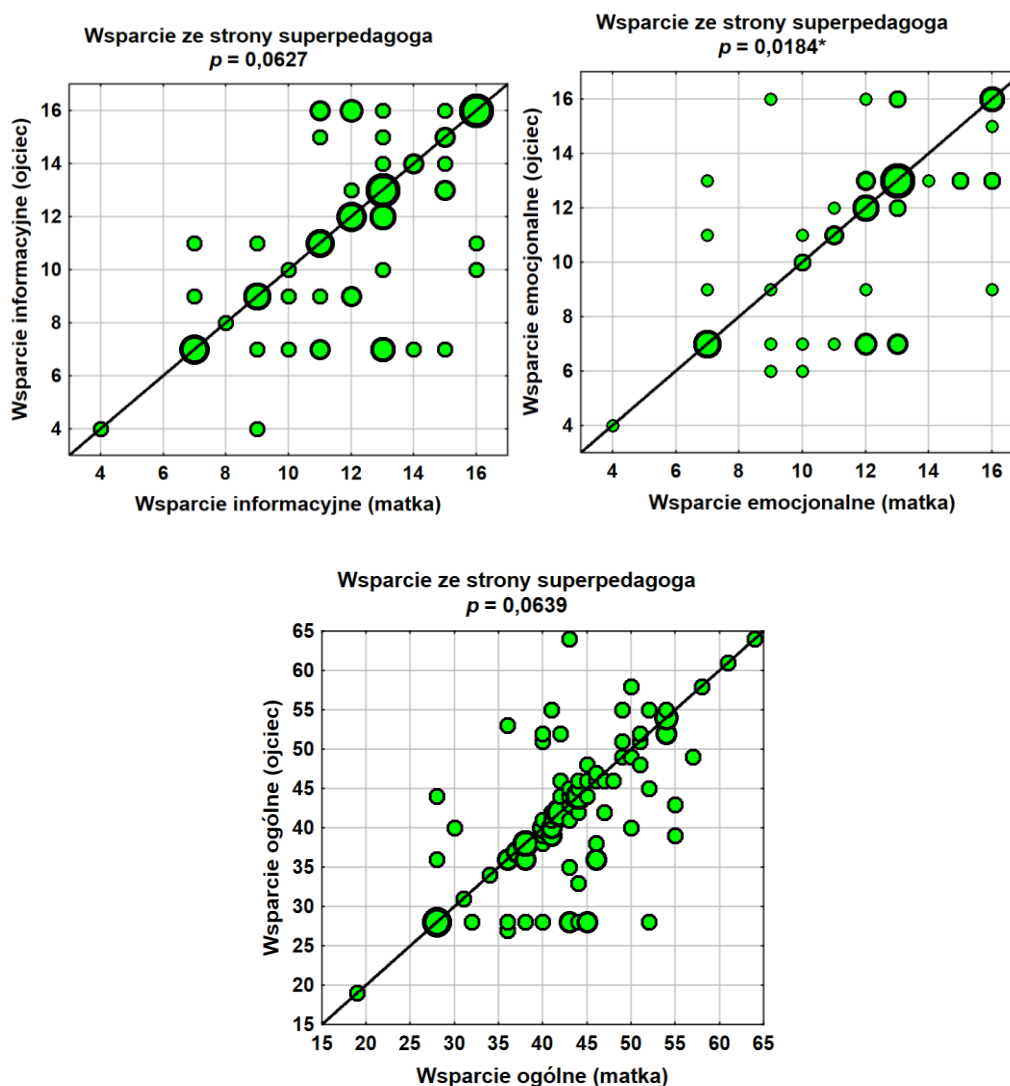 Wsparcie ze strony superpedagoga
p = 0,0627
16
14
12
10
8
6
4
4 6 8 10 12 14 16
Wsparcie informacyjne (ojciec)
Wsparcie informacyjne (matka)
Wsparcie ze strony superpedagoga
p = 0,0184*
16
14
12
10
8
6
4
4 6 8 10 12 14 16
Wsparcie emocjonalne (ojciec)
Wsparcie emocjonalne (matka)
Wsparcie ze strony superpedagoga
p = 0,0639
65
60
55
50
45
40
35
30
25
20
15
15 20 25 30 35 40 45 50 55 60 65
Wsparcie ogólne (ojciec)
Wsparcie ogólne (matka)